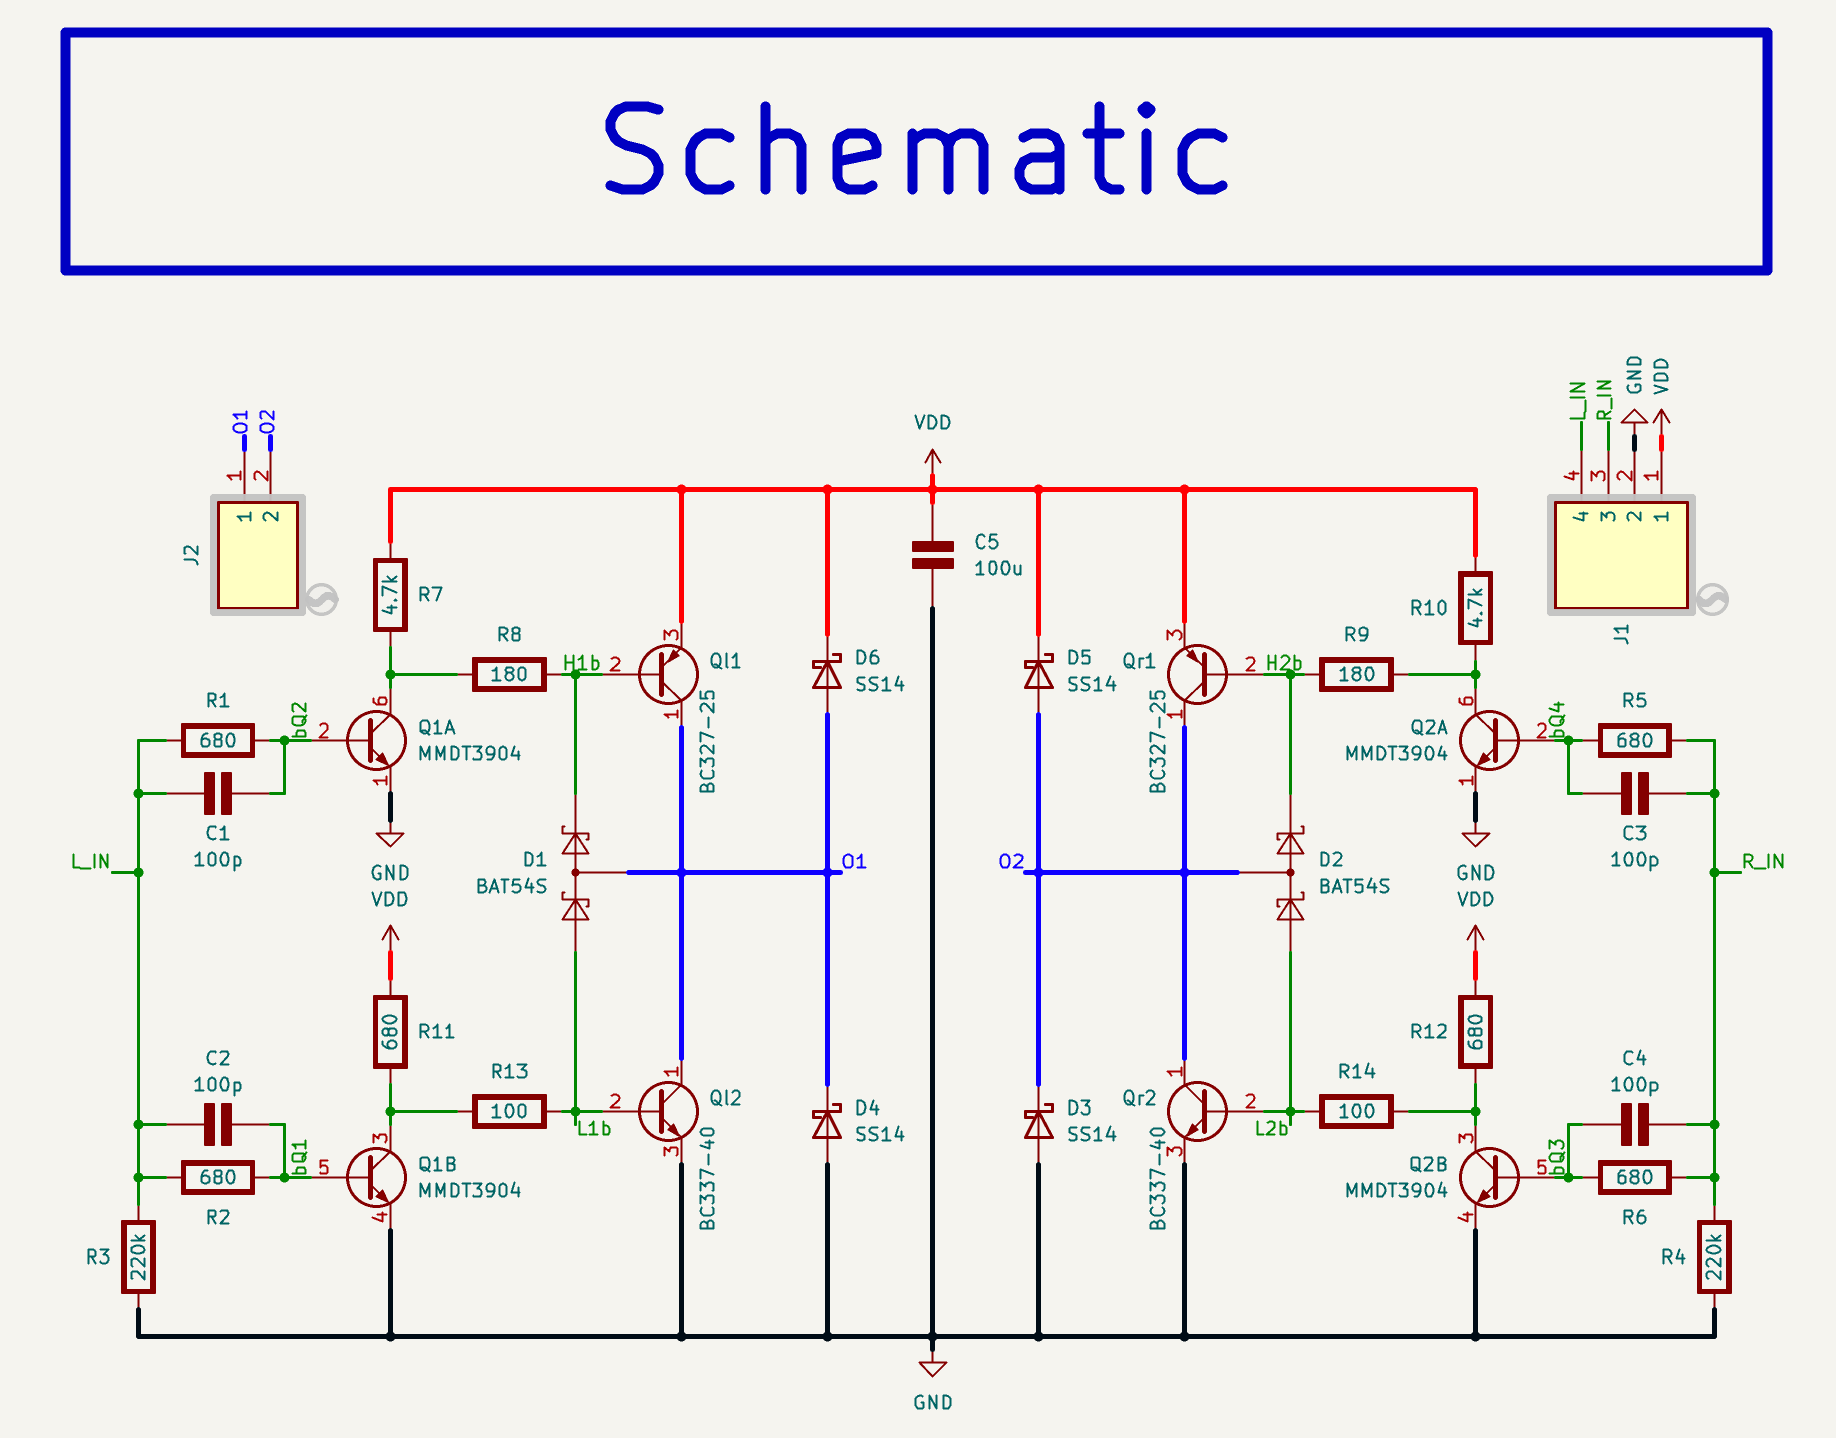 Schematic
O1
O2
1
2
1
2
J2
VDD
C5
100u
L_IN
R_IN
GND
VDD
4
3
2
1
4
3
2
1
J1
4.7k
R7
R8
180
H1b
2
3
1
Ql1
BC327-25
D6
SS14
D5
SS14
Qr1
3
2
1
BC327-25
H2b
R9
180
R10
4.7k
R1
680
bQ2
2
6
1
Q1A
MMDT3904
C1
100p
L_IN
GND
VDD
D1
BAT54S
O1
O2
D2
BAT54S
Q2A
MMDT3904
6
2
1
bQ4
R5
680
C3
100p
R_IN
GND
VDD
680
R11
R13
100
L1b
2
1
3
Ql2
BC337-40
D4
SS14
D3
SS14
Qr2
1
2
3
BC337-40
L2b
R14
100
R12
680
C2
100p
680
R2
bQ1
5
3
4
Q1B
MMDT3904
R3
220k
Q2B
MMDT3904
3
5
4
bQ3
C4
100p
680
R6
R4
220k
GND